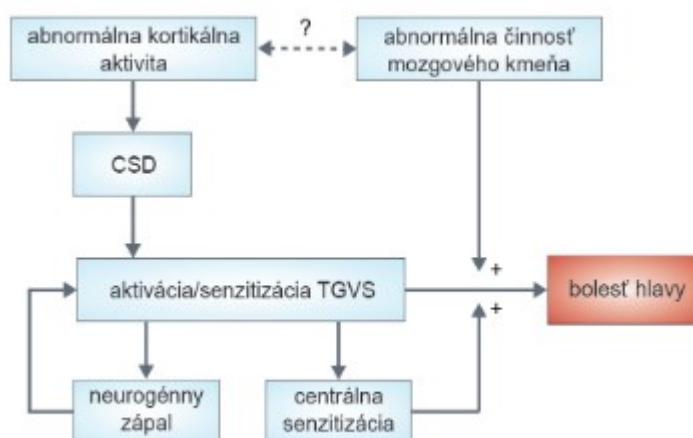 abnormálna kortikálna
aktivita
?
abnormálna činnosť
mozgového kmeňa
CSD
aktivácia/senzitizácia TGVS
+
+
bolesť hlavy
neurogénny
zápal
centrálna
senzitizácia